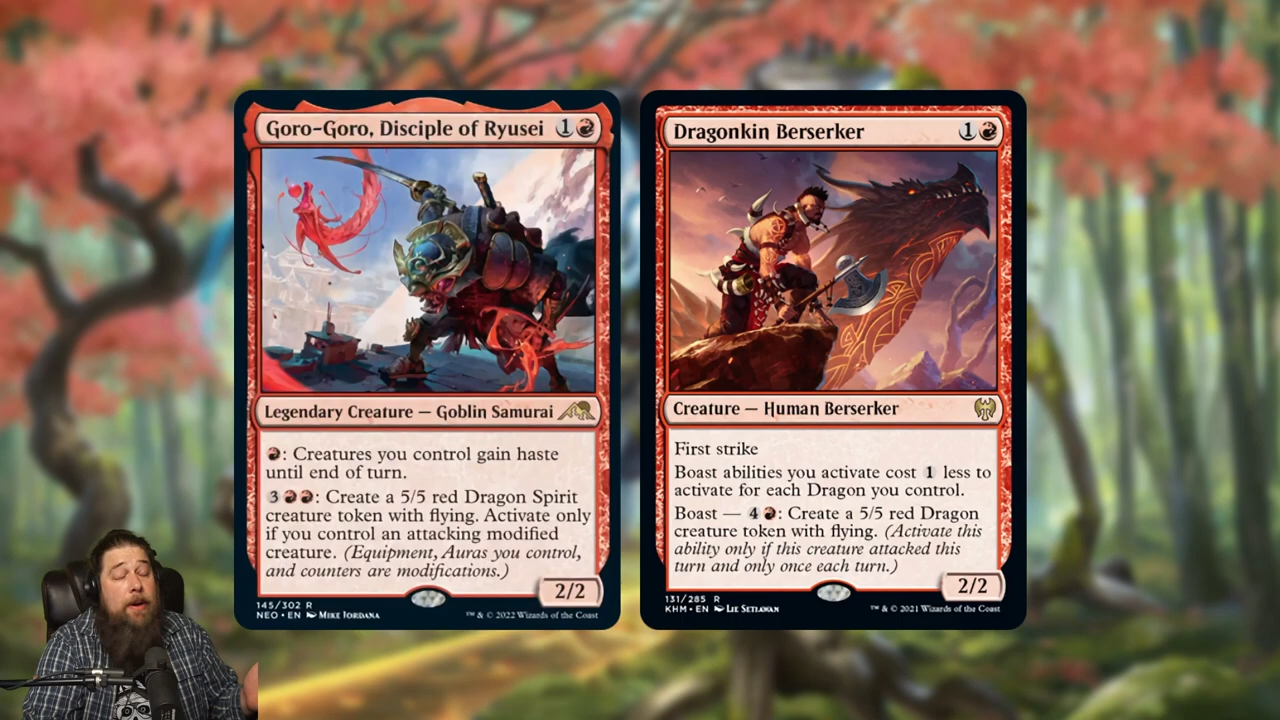 Goro-Goro, Disciple of Ryusei 1
Legendary Creature — Goblin Samurai
: Creatures you control gain haste
until end of turn.
3 : Create a 5/5 red Dragon Spirit
creature token with flying. Activate only
if you control an attacking modified
creature. (Equipment, Auras you control,
and counters are modifications.)
2/2
145/302 R
NEO • EN Mike Jordana
™ & © 2022 Wizards of the Coast
Dragonkin Berserker 1
Creature — Human Berserker
First strike
Boast abilities you activate cost 1 less to
activate for each Dragon you control.
Boast — 4 : Create a 5/5 red Dragon
creature token with flying. (Activate this
ability only if this creature attacked this
turn and only once each turn.)
2/2
131/285 R
KHM • EN Lie Setiawan
™ & © 2021 Wizards of the Coast